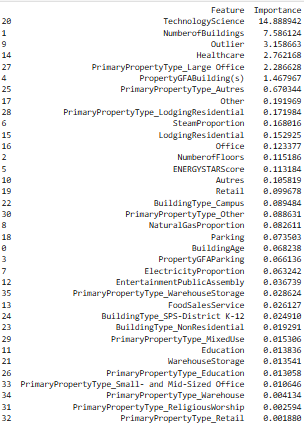 Feature Importance
20 TechnologyScience 14.888942
1 NumberofBuildings 7.586124
9 Outlier 3.158663
14 Healthcare 2.762168
27 PrimaryPropertyType_Large Office 2.286628
4 PropertyGFABuilding(s) 1.467967
25 PrimaryPropertyType_Autres 0.670344
17 Other 0.191969
28 PrimaryPropertyType_LodgingResidential 0.171984
6 SteamProportion 0.168016
15 LodgingResidential 0.152925
16 Office 0.123377
2 NumberofFloors 0.115186
5 ENERGYSTARScore 0.113184
10 Autres 0.105819
19 Retail 0.099678
22 BuildingType_Campus 0.089484
30 PrimaryPropertyType_Other 0.088631
8 NaturalGasProportion 0.082611
18 Parking 0.073503
0 BuildingAge 0.068238
3 PropertyGFAParking 0.066136
7 ElectricityProportion 0.063242
12 EntertainmentPublicAssembly 0.036739
35 PrimaryPropertyType_WarehouseStorage 0.028624
13 FoodSalesService 0.026127
24 BuildingType_SPS-District K-12 0.024910
23 BuildingType_NonResidential 0.019291
29 PrimaryPropertyType_MixedUse 0.015306
11 Education 0.013836
21 WarehouseStorage 0.013541
26 PrimaryPropertyType_Education 0.013058
33 PrimaryPropertyType_Small- and Mid-Sized Office 0.010646
34 PrimaryPropertyType_Warehouse 0.004134
31 PrimaryPropertyType_ReligiousWorship 0.002594
32 PrimaryPropertyType_Retail 0.001880